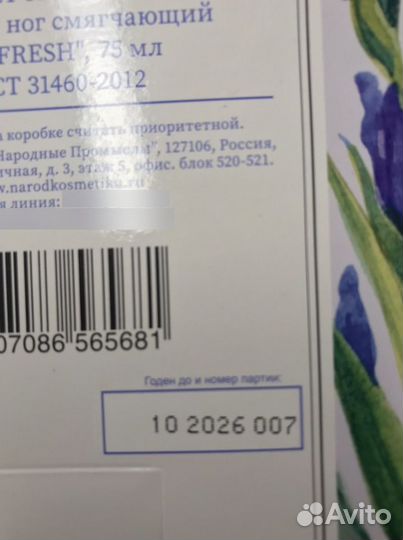 ног смягчающий
FRESH", 75 мл
СТ 31460-2012
коробке считать приоритетной.
Народные Промыслы", 127106, Россия,
ичная, д. 3, этаж 5, офис. блок 520-521.
w.narodkosmetiku.ru
я линия:
07086 565681
Годен до и номер партии:
10 2026 007
Avito